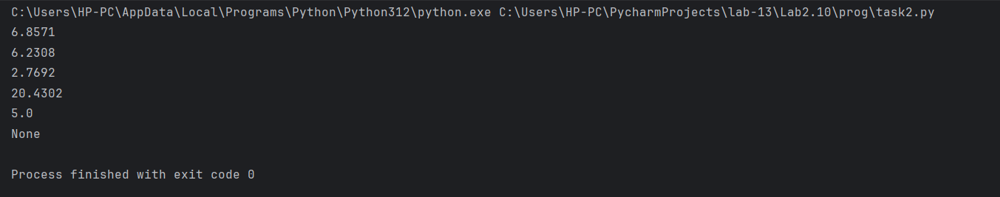 C:\Users\HP-PC\AppData\Local\Programs\Python\Python312\python.exe C:\Users\HP-PC\PycharmProjects\lab-13\Lab2.10\prog\task2.py
6.8571
6.2308
2.7692
20.4302
5.0
None
Process finished with exit code 0